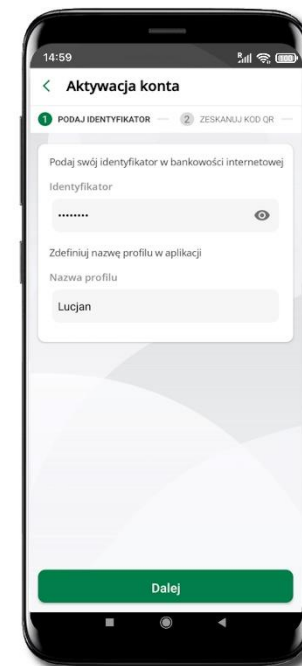 14:59
Aktywacja konta
1 PODAJ IDENTYFIKATOR 2 ZESKANUJ KOD QR
Podaj swój identyfikator w bankowości internetowej
Identyfikator
••••••••
Zdefiniuj nazwę profilu w aplikacji
Nazwa profilu
Lucjan
Dalej